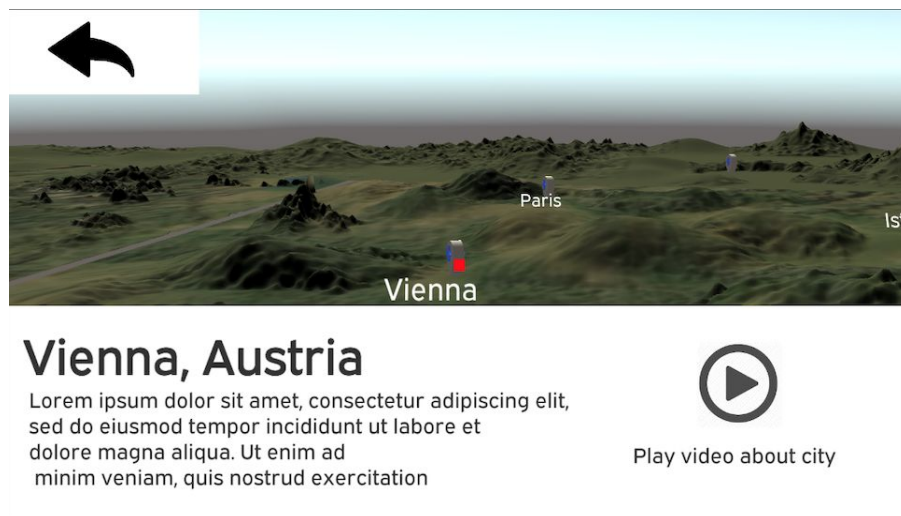 Paris
Is
Vienna
Vienna, Austria
Lorem ipsum dolor sit amet, consectetur adipiscing elit,
sed do eiusmod tempor incididunt ut labore et
dolore magna aliqua. Ut enim ad
minim veniam, quis nostrud exercitation
Play video about city